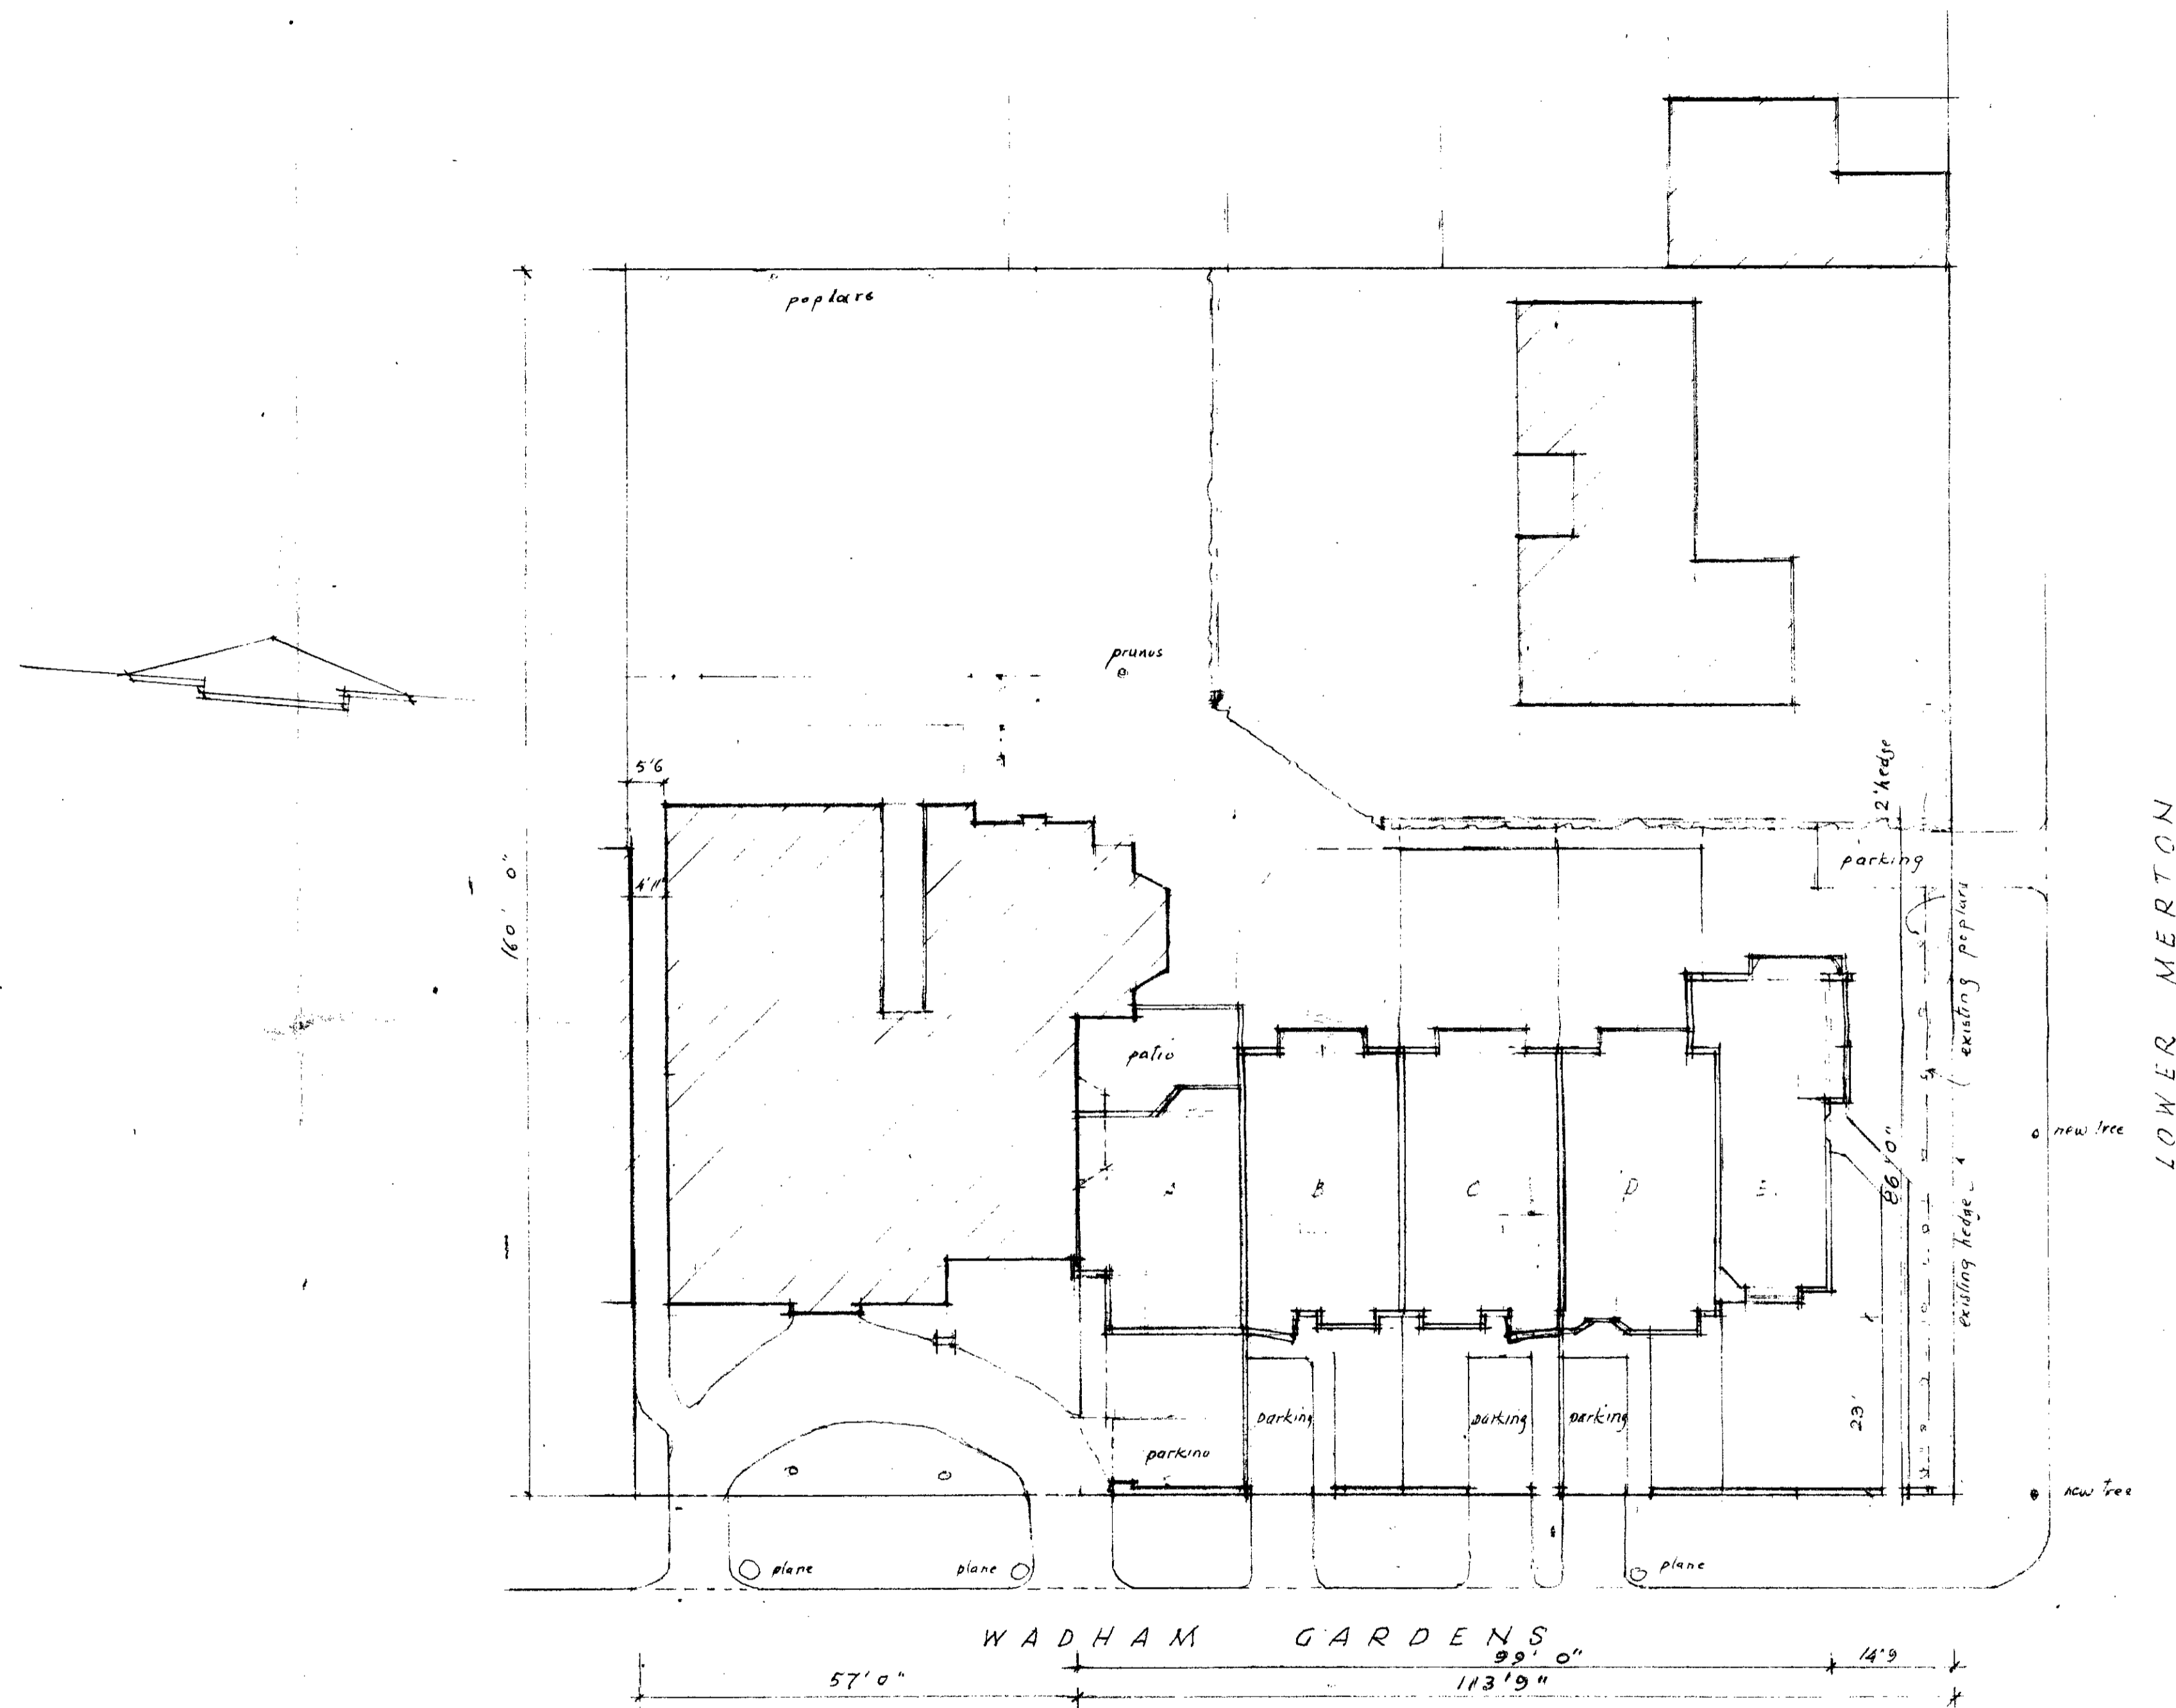 poplars
prunus
5'6
2' hedge
parking
4'11"
160' 0"
existing poplars
LOWER MERTON
patio
new tree
86'0"
A B C D E
existing hedge
23'
parking
parking
parking
parking
new tree
plane
plane
plane
WADHAM GARDENS
99' 0"
14'9
57'0"
113'9"